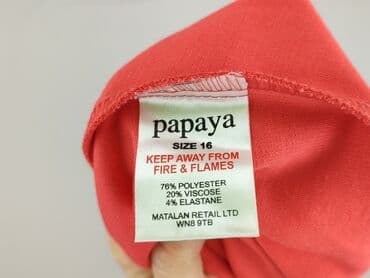 papaya
SIZE 16
KEEP AWAY FROM
FIRE & FLAMES
76% POLYESTER
20% VISCOSE
4% ELASTANE
MATALAN RETAIL LTD
WN8 9TB